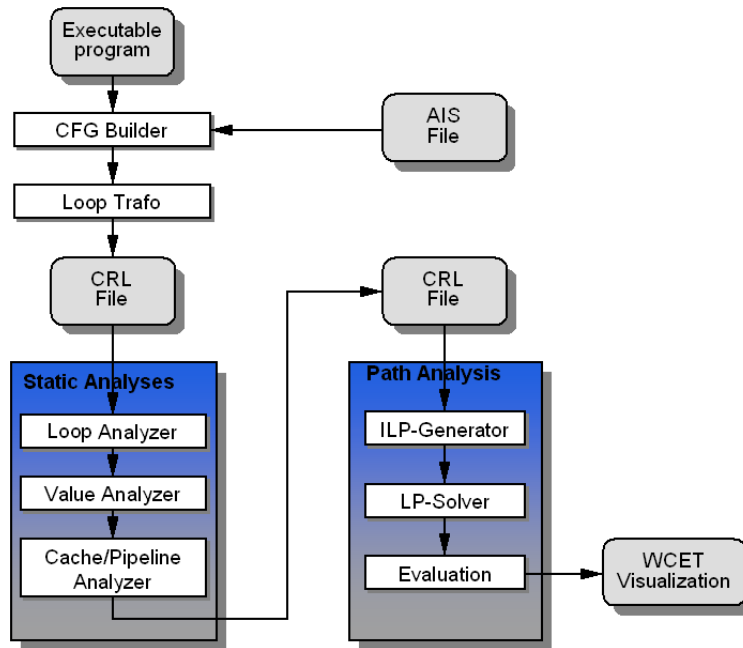 Executable
program
CFG Builder
AIS
File
Loop Trafo
CRL
File
CRL
File
Static Analyses
Loop Analyzer
Value Analyzer
Cache/Pipeline
Analyzer
Path Analysis
ILP-Generator
LP-Solver
Evaluation
WCET
Visualization